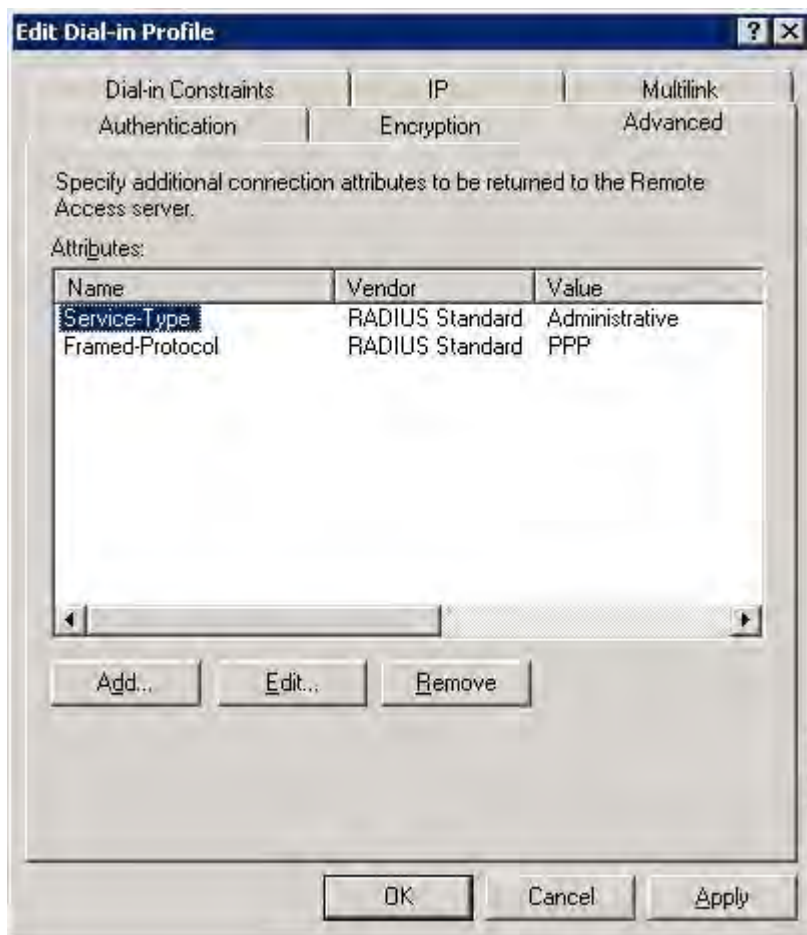 Edit Dial-in Profile
Dial-in Constraints IP Multilink
Authentication Encryption Advanced
Specify additional connection attributes to be returned to the Remote
Access server.
Attributes:
Name Vendor Value
Service-Type RADIUS Standard Administrative
Framed-Protocol RADIUS Standard PPP
Add... Edit... Remove
OK Cancel Apply